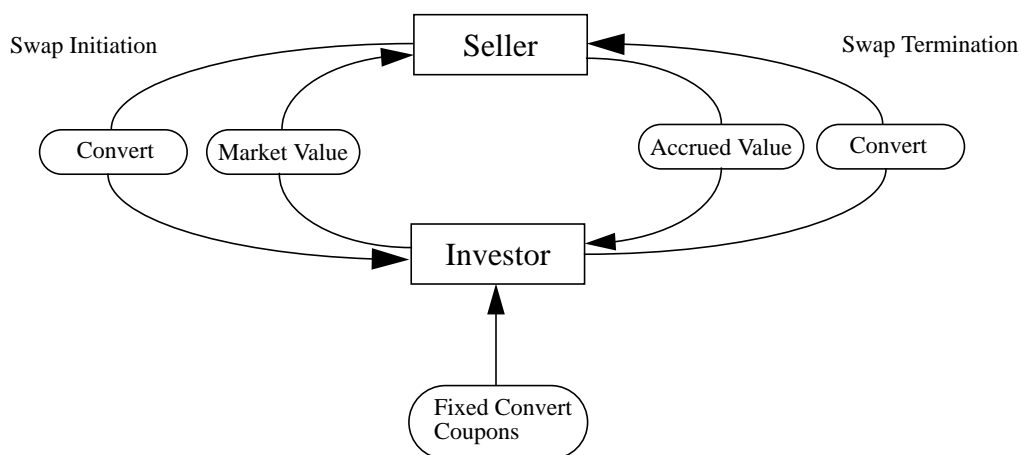 Swap Initiation
Seller
Swap Termination
Convert
Market Value
Accrued Value
Convert
Investor
Fixed Convert
Coupons